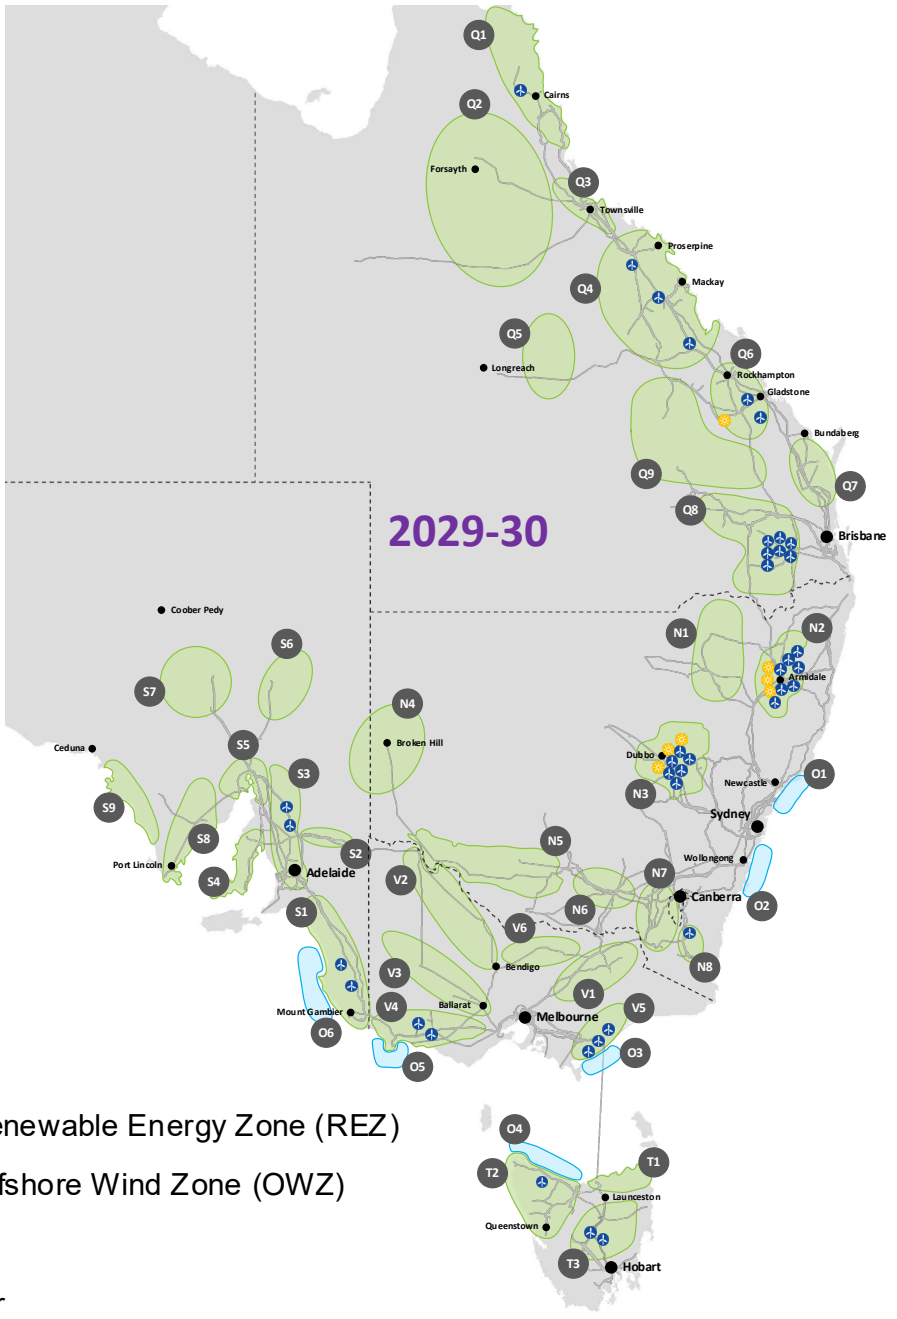 Q1
Cairns
Q2
Forsayth
Q3
Townsville
Proserpine
Q4
Mackay
Q5
Longreach
Q6
Rockhampton
Gladstone
Bundaberg
Q9
Q7
Q8
2029-30
Brisbane
Coober Pedy
N1
N2
S6
S7
Armidale
N4
Broken Hill
Ceduna
S5
Dubbo
S3
Newcastle
O1
S9
N3
Sydney
S8
N5
S2
Wollongong
Port Lincoln
Adelaide
S4
V2
N7
Canberra
S1
N6
O2
V6
V3
Bendigo
N8
V1
Ballarat
V4
V5
Mount Gambier
Melbourne
O6
O3
O5
enewable Energy Zone (REZ)
O4
T1
T2
fshore Wind Zone (OWZ)
Launceston
Queenstown
T3
Hobart